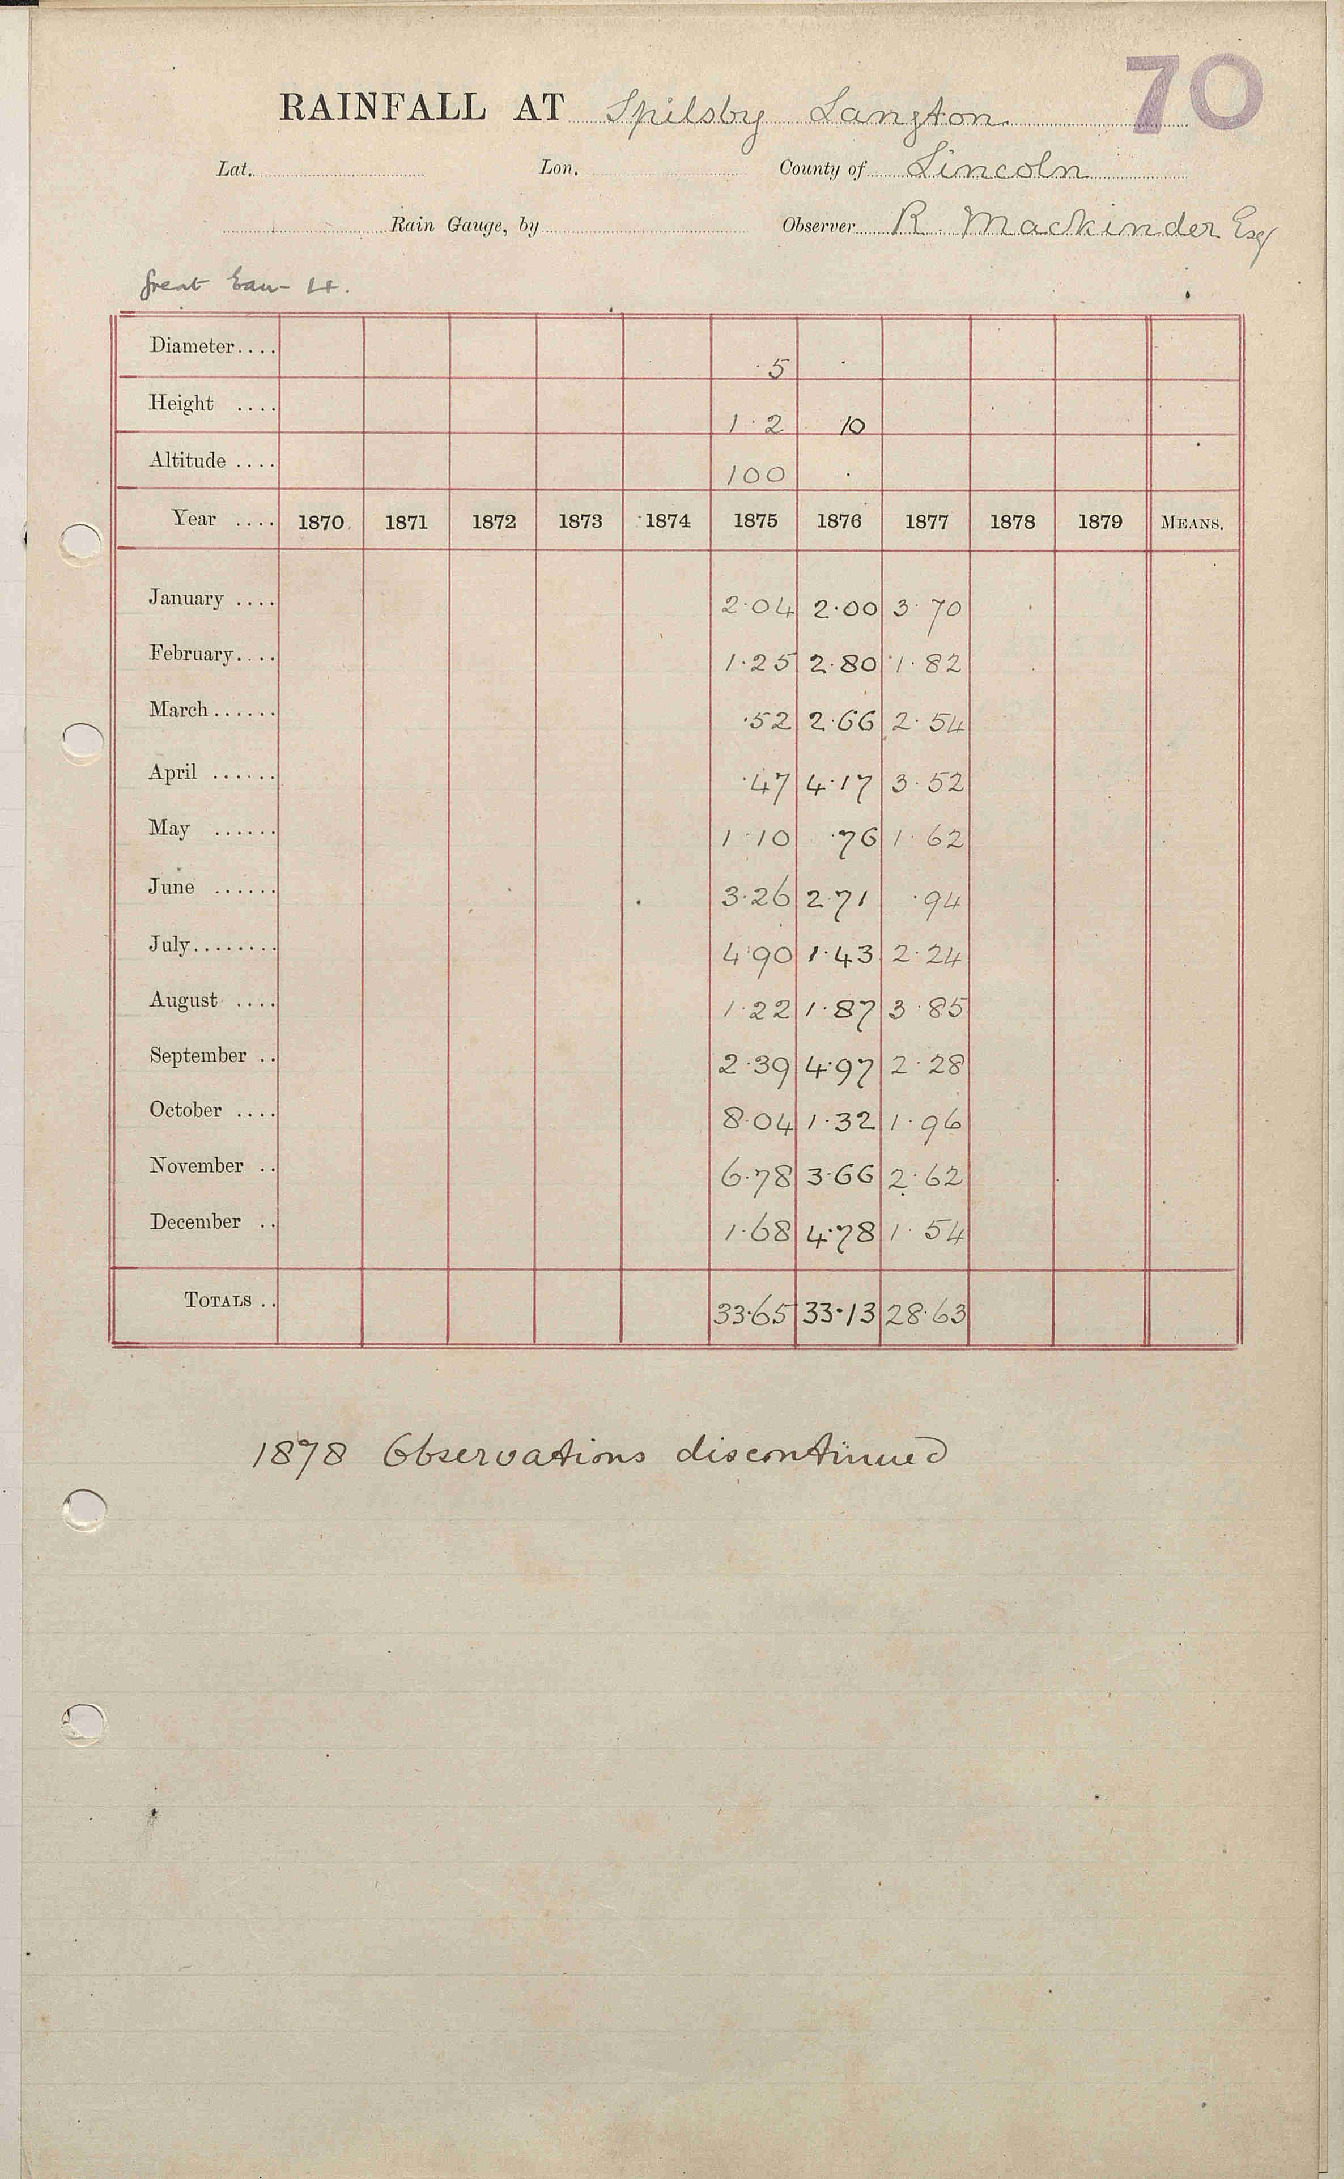 70
RAINFALL AT Spilsby Langton
Lat. Lon. County of Lincoln
Rain Gauge, by Observer R. Mackinder Esq
Great Eau 4.
Diameter.... 5
Height .... 1 · 2 10
Altitude .... 100
Year .... 1870 1871 1872 1873 1874 1875 1876 1877 1878 1879 MEANS.
January .... 2·04 2·00 3·70
February.... 1·25 2·80 1·82
March...... ·52 2·66 2·54
April ...... ·47 4·17 3·52
May ...... 1·10 ·76 1·62
June ...... 3·26 2·71 ·94
July........ 4·90 1·43 2·24
August .... 1·22 1·87 3·85
September .. 2·39 4·97 2·28
October .... 8·04 1·32 1·96
November .. 6·78 3·66 2·62
December .. 1·68 4·78 1·54
TOTALS .. 33·65 33·13 28·63
1878 Observations discontinued